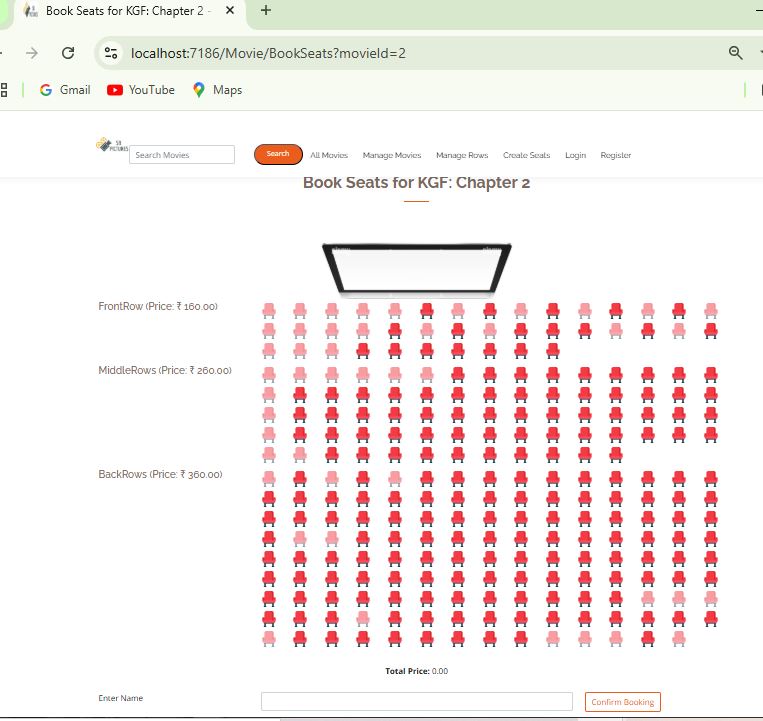 Book Seats for KGF: Chapter 2 -
localhost:7186/Movie/BookSeats?movieId=2
Gmail YouTube Maps
SB
PICTURES
Search Movies Search All Movies Manage Movies Manage Rows Create Seats Login Register
Book Seats for KGF: Chapter 2
FrontRow (Price: ₹ 160.00)
MiddleRows (Price: ₹ 260.00)
BackRows (Price: ₹ 360.00)
Total Price: 0.00
Enter Name Confirm Booking